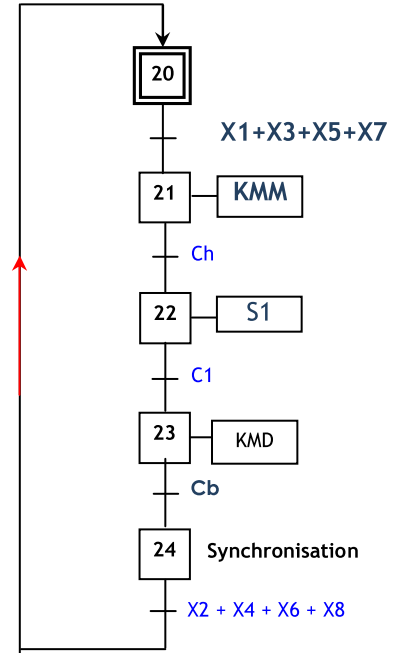 20
X1+X3+X5+X7
21 KMM
Ch
22 S1
C1
23 KMD
Cb
24 Synchronisation
X2 + X4 + X6 + X8